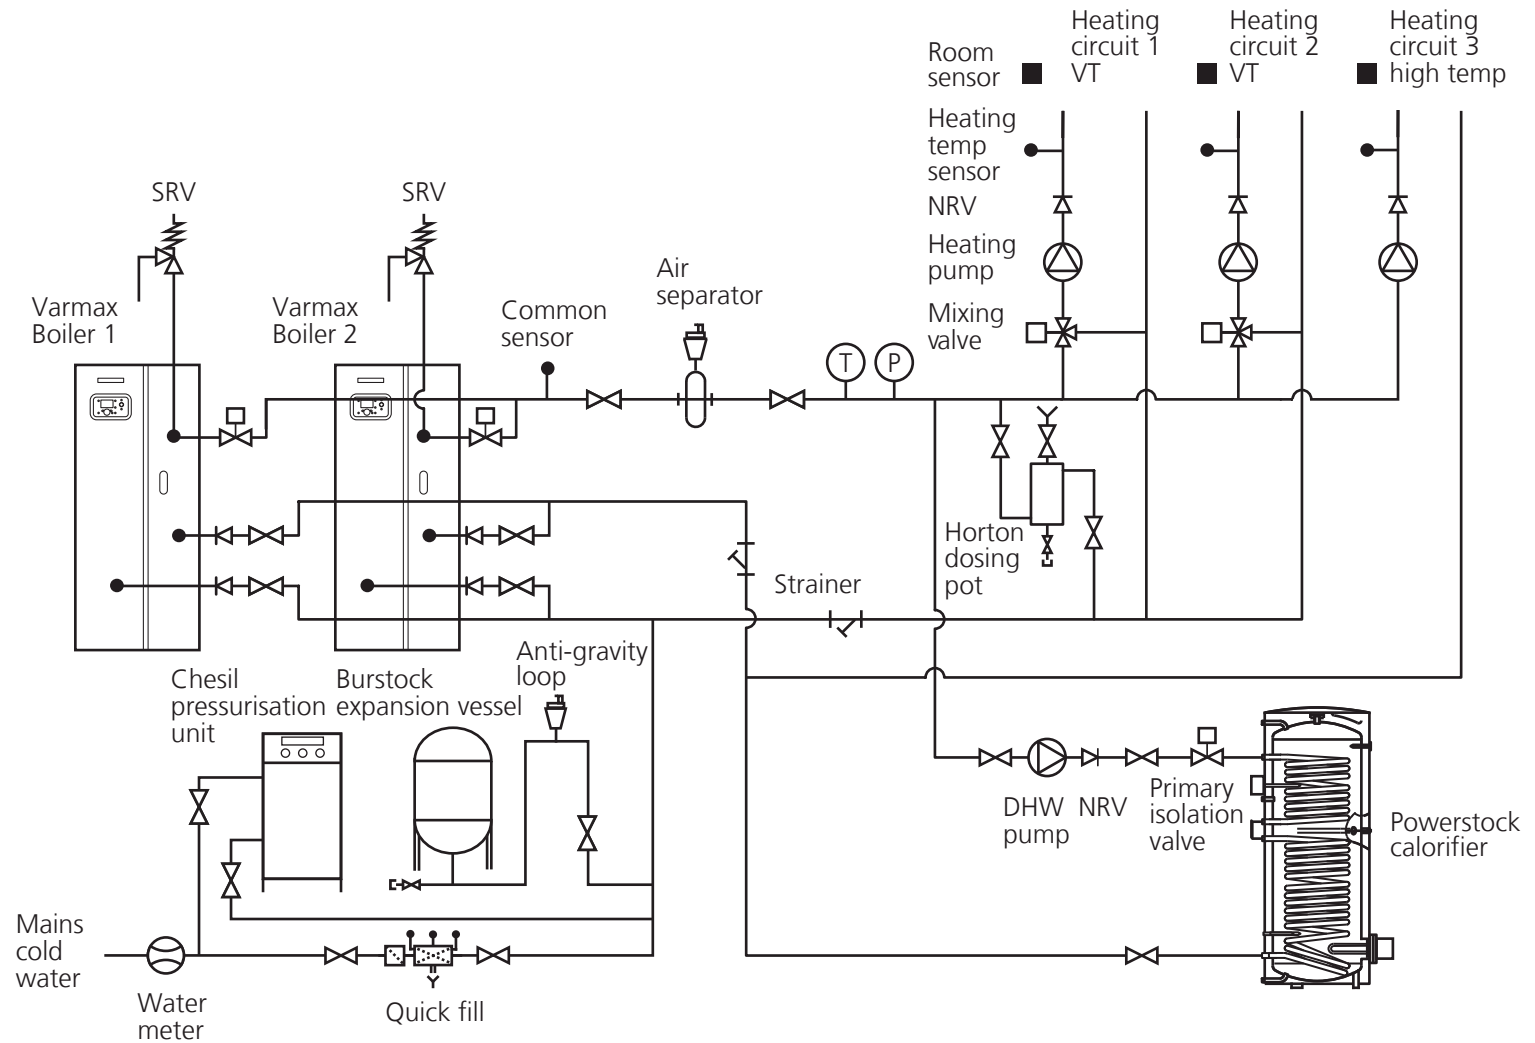 Heating
circuit 1
VT
Heating
circuit 2
VT
Heating
circuit 3
high temp
Room
sensor
Heating
temp
sensor
NRV
Heating
pump
Mixing
valve
SRV
SRV
Varmax
Boiler 1
Varmax
Boiler 2
Common
sensor
Air
separator
T
P
Horton
dosing
pot
Strainer
Anti-gravity
loop
Chesil
pressurisation
unit
Burstock
expansion vessel
DHW
pump
NRV
Primary
isolation
valve
Powerstock
calorifier
Mains
cold
water
Water
meter
Quick fill